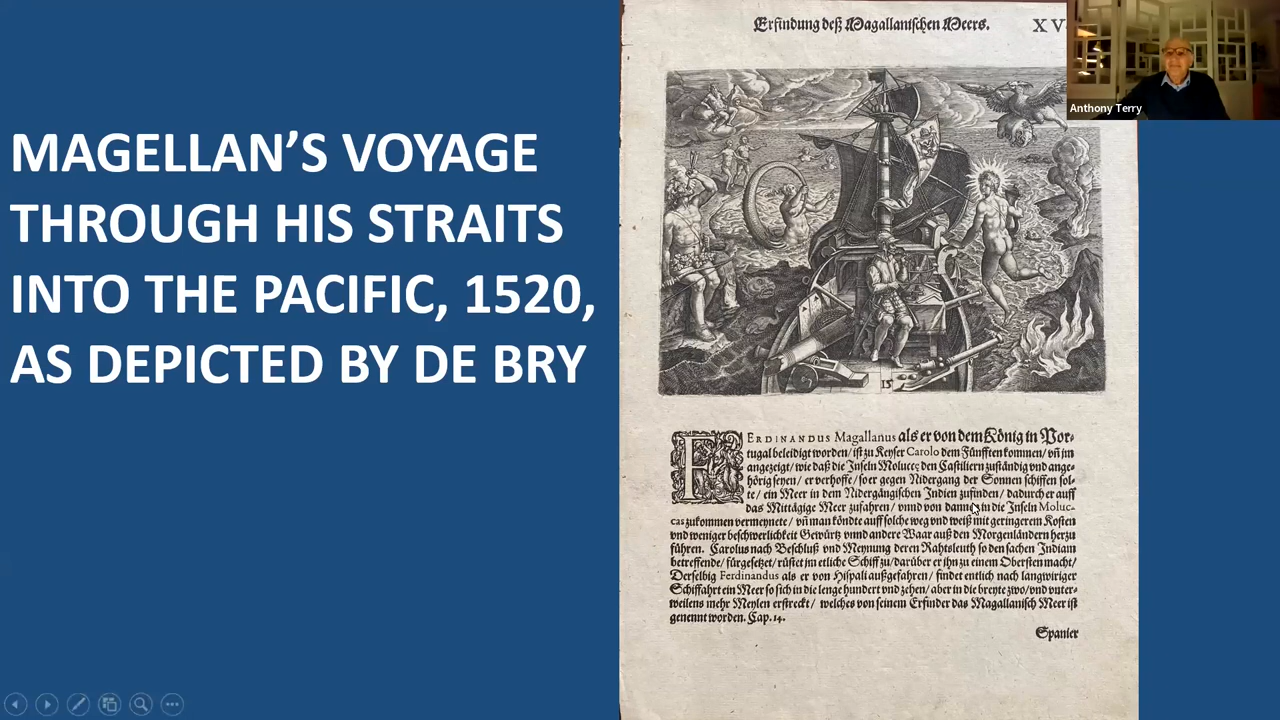 MAGELLAN’S VOYAGE
THROUGH HIS STRAITS
INTO THE PACIFIC, 1520,
AS DEPICTED BY DE BRY
Erfindung deß Magallanischen Meers.
XV
Anthony Terry
15
FERDINANDUS Magallanus als er von dem König in Por-
tugal beleidigt worden/ ist zu Keyser Carolo dem Fünfften kommen/ vn̄ im
angezeigt/ wie daß die Inseln Molucce den Castiliern zuständig vnd ange-
hörig seyen/ er verhoffe/ so er gegen Nidergang der Sonnen schiffen sol-
te/ ein Meer in dem Nidergängischen Indien zufinden/ dadurch er auff
das Mittägige Meer zufahren/ vnnd von dannen in die Inseln Moluc-
cas zukommen vermeynete/ vn̄ man köndte auff solche weg vnd weiß mit geringerem Kosten
vnd weniger beschwerlichkeit Gewürtz vnnd andere Waar auß den Morgenländern herzu
führen. Carolus nach Beschluß vnd Meynung deren Rahtsleuth so den sachen Indiam
betreffende/ fürgesetzet/ rüstet im etliche Schiff zu/ darüber er ihn zu einem Obersten macht/
Derselbig Ferdinandus als er von Hispali außgefahren/ findet entlich nach langwiriger
Schiffahrt ein Meer so sich in die lenge hundert vnd zehen/ aber in die breyte zwo/ vnd vnter-
weilens mehr Meylen erstreckt/ welches von seinem Erfinder das Magallanisch Meer ist
genennt worden. Cap. 14.
Spanier